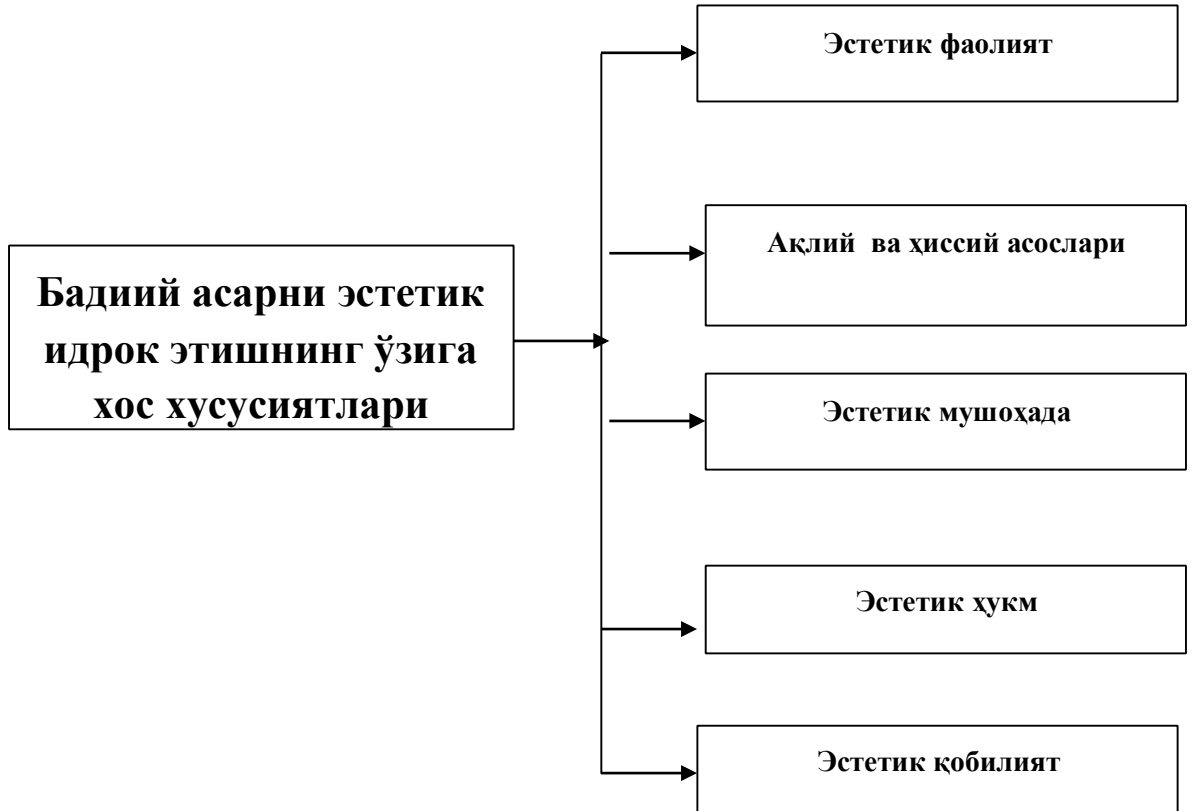 Эстетик фаолият
Ақлий ва ҳиссий асослари
Бадиий асарни эстетик
идрок этишнинг ўзига
хос хусусиятлари
Эстетик мушоҳада
Эстетик ҳукм
Эстетик қобилият